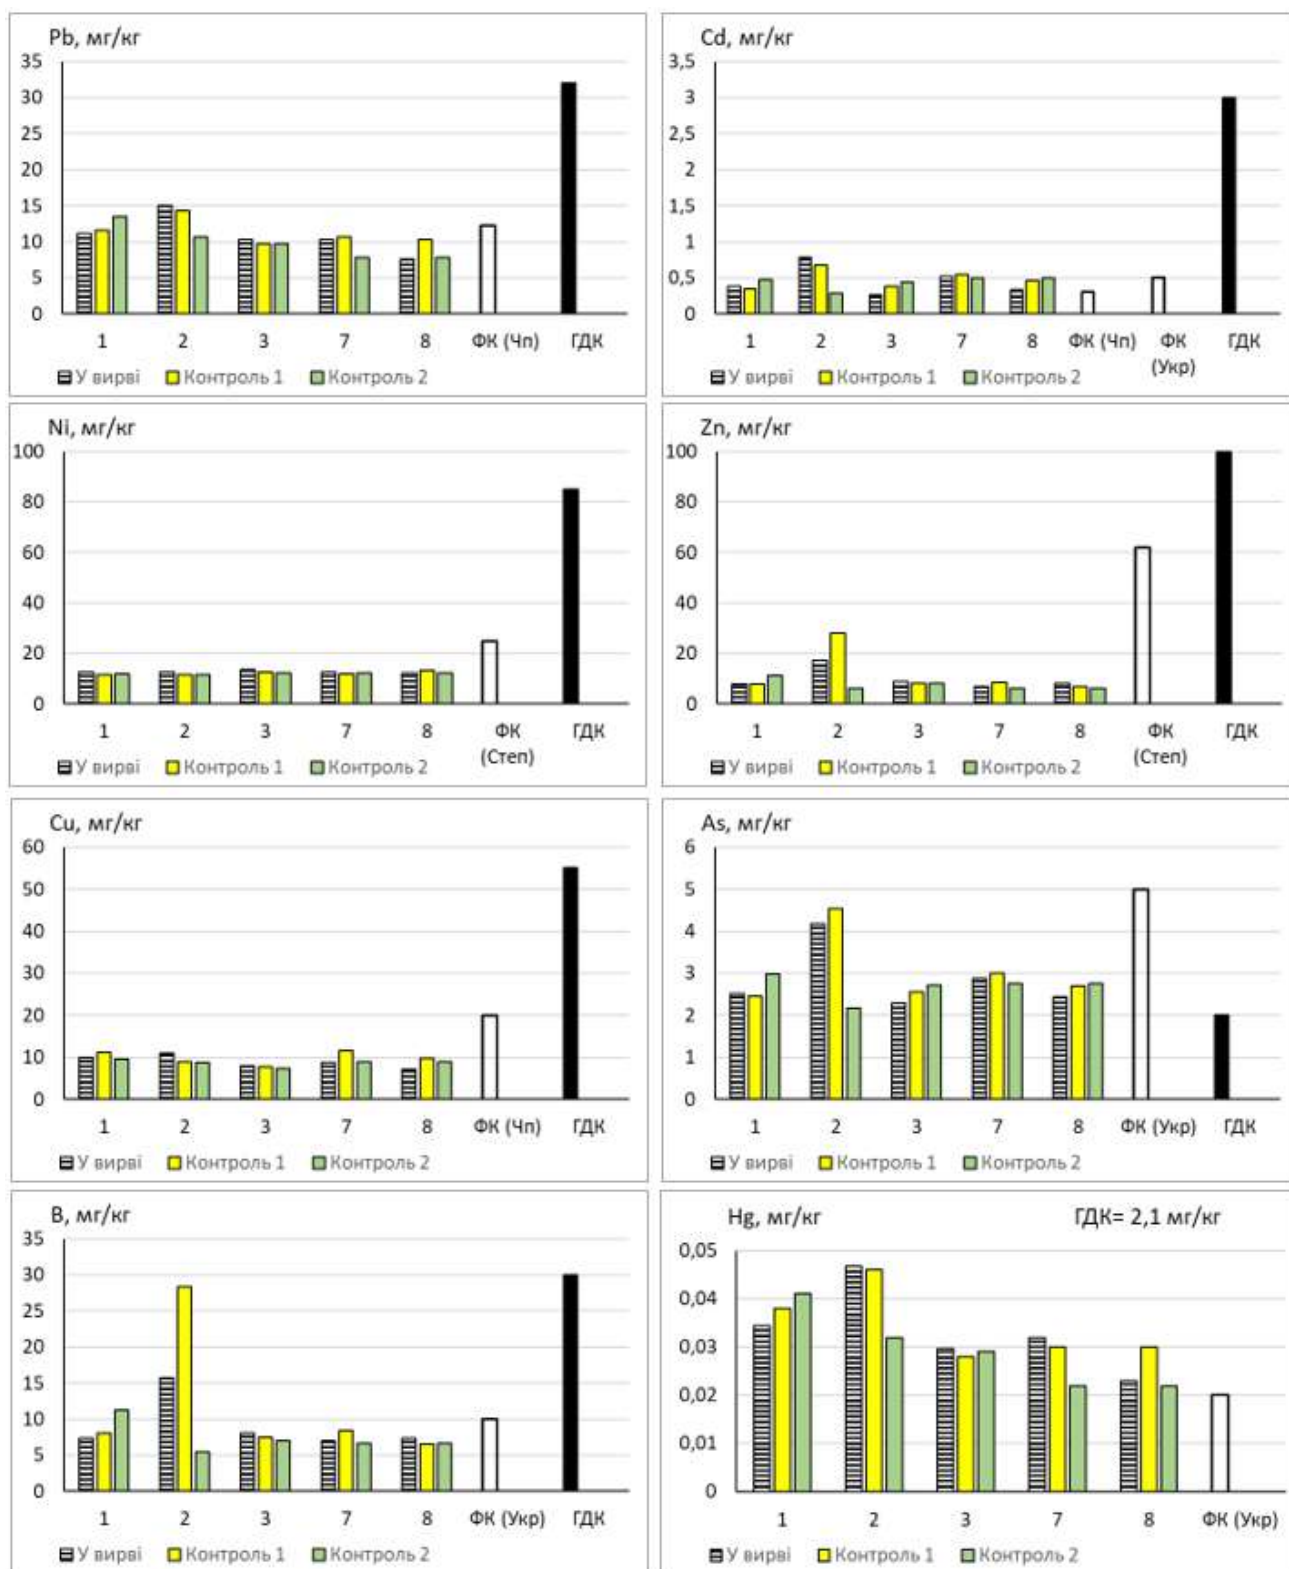 Pb, мг/кг
35
30
25
20
15
10
5
0
1 2 3 7 8 ФК (Чп) ГДК
У вирві Контроль 1 Контроль 2
Cd, мг/кг
3,5
3
2,5
2
1,5
1
0,5
0
1 2 3 7 8 ФК (Чп) ФК ГДК
(Укр)
У вирві Контроль 1 Контроль 2
Ni, мг/кг
100
80
60
40
20
0
1 2 3 7 8 ФК ГДК
(Степ)
У вирві Контроль 1 Контроль 2
Zn, мг/кг
100
80
60
40
20
0
1 2 3 7 8 ФК ГДК
(Степ)
У вирві Контроль 1 Контроль 2
Cu, мг/кг
60
50
40
30
20
10
0
1 2 3 7 8 ФК (Чп) ГДК
У вирві Контроль 1 Контроль 2
As, мг/кг
6
5
4
3
2
1
0
1 2 3 7 8 ФК (Укр) ГДК
У вирві Контроль 1 Контроль 2
B, мг/кг
35
30
25
20
15
10
5
0
1 2 3 7 8 ФК (Укр) ГДК
У вирві Контроль 1 Контроль 2
Hg, мг/кг ГДК= 2,1 мг/кг
0,05
0,04
0,03
0,02
0,01
0
1 2 3 7 8 ФК (Укр)
У вирві Контроль 1 Контроль 2